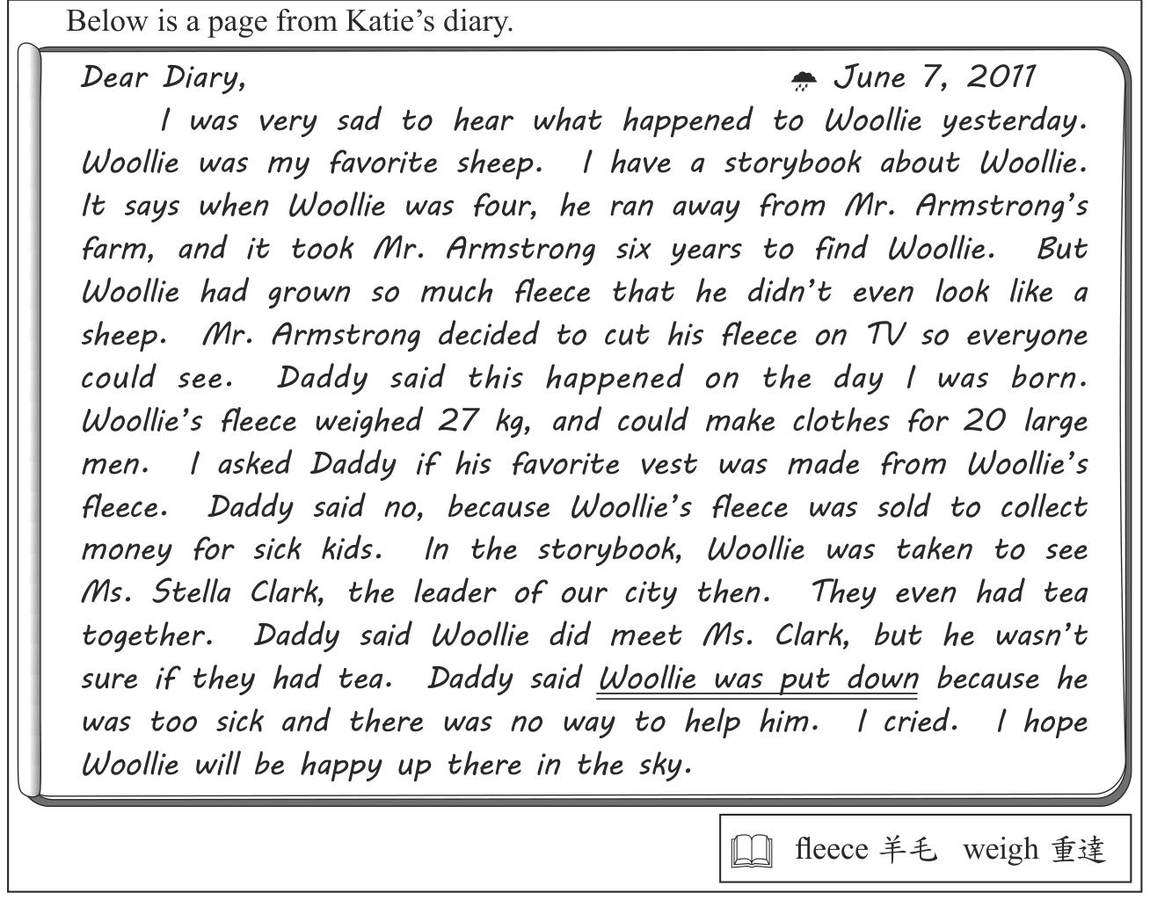 Below is a page from Katie’s diary.
Dear Diary, June 7, 2011
I was very sad to hear what happened to Woollie yesterday.
Woollie was my favorite sheep. I have a storybook about Woollie.
It says when Woollie was four, he ran away from Mr. Armstrong’s
farm, and it took Mr. Armstrong six years to find Woollie. But
Woollie had grown so much fleece that he didn’t even look like a
sheep. Mr. Armstrong decided to cut his fleece on TV so everyone
could see. Daddy said this happened on the day I was born.
Woollie’s fleece weighed 27 kg, and could make clothes for 20 large
men. I asked Daddy if his favorite vest was made from Woollie’s
fleece. Daddy said no, because Woollie’s fleece was sold to collect
money for sick kids. In the storybook, Woollie was taken to see
Ms. Stella Clark, the leader of our city then. They even had tea
together. Daddy said Woollie did meet Ms. Clark, but he wasn’t
sure if they had tea. Daddy said Woollie was put down because he
was too sick and there was no way to help him. I cried. I hope
Woollie will be happy up there in the sky.
fleece 羊毛 weigh 重達